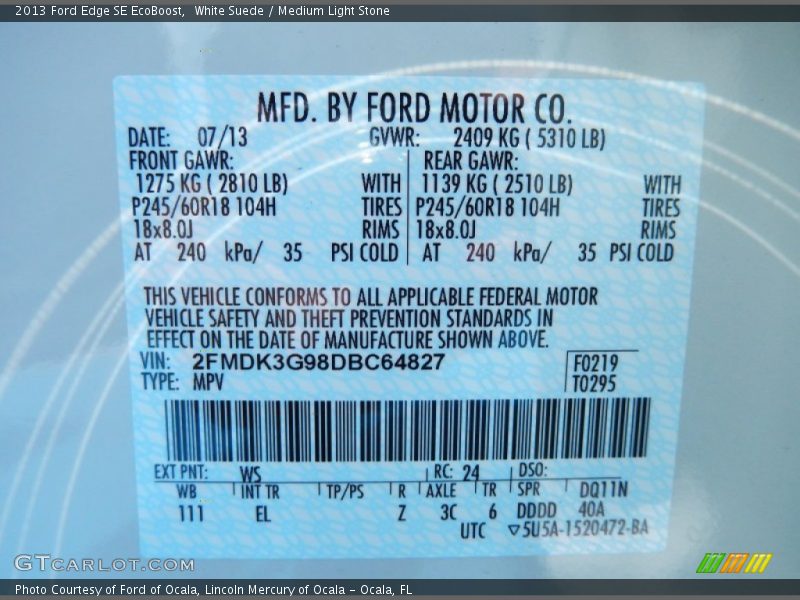 2013 Ford Edge SE EcoBoost,  White Suede / Medium Light Stone
MFD. BY FORD MOTOR CO.
DATE: 07/13 GVWR: 2409 KG ( 5310 LB)
FRONT GAWR: REAR GAWR:
1275 KG ( 2810 LB) WITH 1139 KG ( 2510 LB) WITH
P245/60R18 104H TIRES P245/60R18 104H TIRES
18x8.0J RIMS 18x8.0J RIMS
AT 240 kPa/ 35 PSI COLD AT 240 kPa/ 35 PSI COLD
THIS VEHICLE CONFORMS TO ALL APPLICABLE FEDERAL MOTOR
VEHICLE SAFETY AND THEFT PREVENTION STANDARDS IN
EFFECT ON THE DATE OF MANUFACTURE SHOWN ABOVE.
VIN: 2FMDK3G98DBC64827 F0219
TYPE: MPV T0295
EXT PNT: WS RC: 24 DSO:
WB INT TR TP/PS R AXLE TR SPR DQ11N
111 EL Z 3C 6 DDDD 40A
UTC ▽5U5A-1520472-BA
GTCARLOT.COM
Photo Courtesy of Ford of Ocala, Lincoln Mercury of Ocala – Ocala, FL